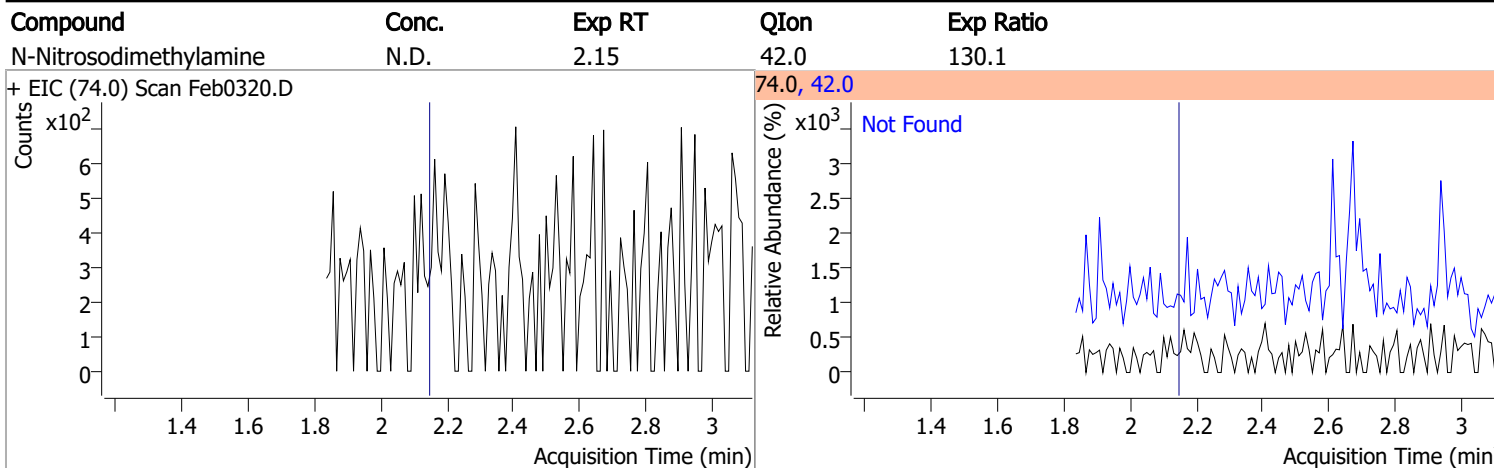 Compound Conc. Exp RT QIon Exp Ratio
N-Nitrosodimethylamine N.D. 2.15 42.0 130.1
+ EIC (74.0) Scan Feb0320.D
Counts
x10²
6
5
4
3
2
1
0
1.4 1.6 1.8 2 2.2 2.4 2.6 2.8 3
Acquisition Time (min)
74.0, 42.0
Relative Abundance (%)
x10³
Not Found
3
2.5
2
1.5
1
0.5
0
1.4 1.6 1.8 2 2.2 2.4 2.6 2.8 3
Acquisition Time (min